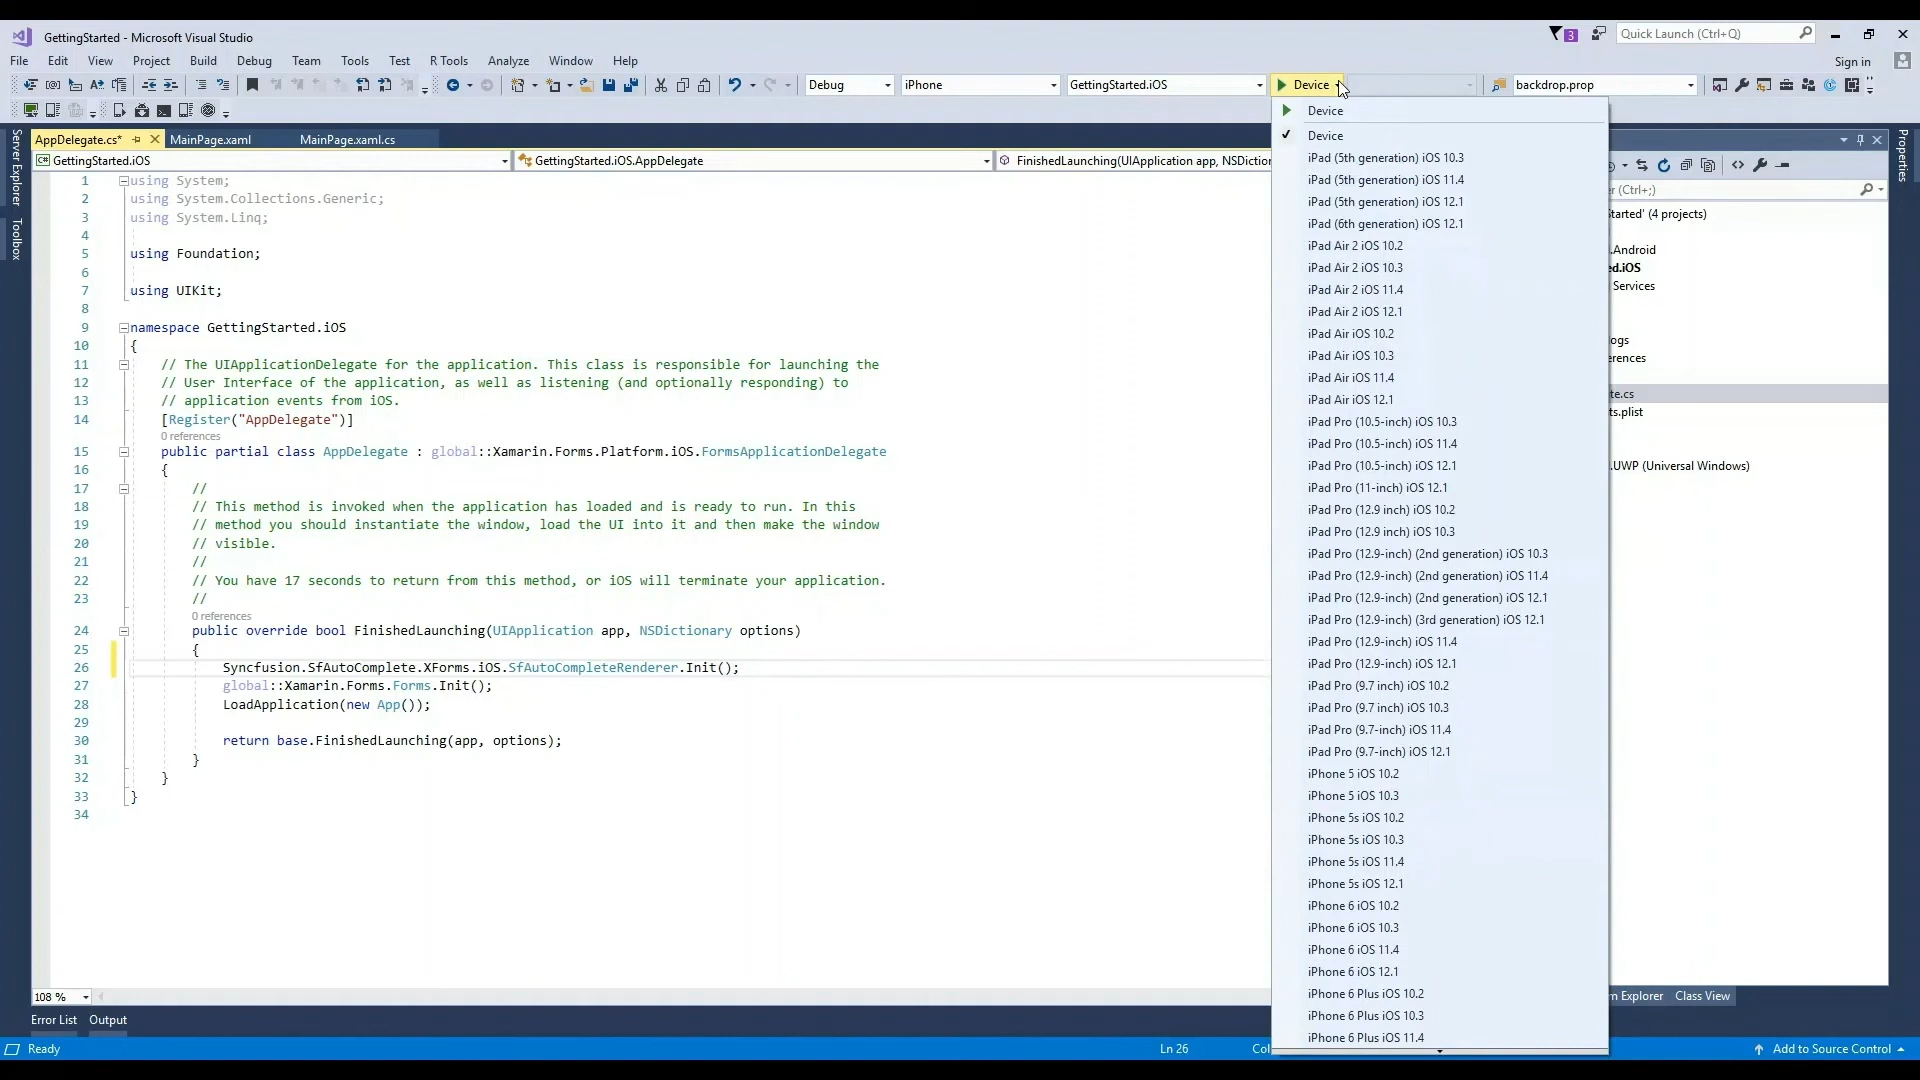 GettingStarted - Microsoft Visual Studio
3
Quick Launch (Ctrl+Q)
File Edit View Project Build Debug Team Tools Test R Tools Analyze Window Help
Sign in
Debug iPhone GettingStarted.iOS Device backdrop.prop
AppDelegate.cs* MainPage.xaml MainPage.xaml.cs
GettingStarted.iOS GettingStarted.iOS.AppDelegate FinishedLaunching(UIApplication app, NSDiction
Server Explorer
Toolbox
Properties
1 using System;
2 using System.Collections.Generic;
3 using System.Linq;
4
5 using Foundation;
6
7 using UIKit;
8
9 namespace GettingStarted.iOS
10 {
11 // The UIApplicationDelegate for the application. This class is responsible for launching the
12 // User Interface of the application, as well as listening (and optionally responding) to
13 // application events from iOS.
14 [Register("AppDelegate")]
0 references
15 public partial class AppDelegate : global::Xamarin.Forms.Platform.iOS.FormsApplicationDelegate
16 {
17 //
18 // This method is invoked when the application has loaded and is ready to run. In this
19 // method you should instantiate the window, load the UI into it and then make the window
20 // visible.
21 //
22 // You have 17 seconds to return from this method, or iOS will terminate your application.
23 //
0 references
24 public override bool FinishedLaunching(UIApplication app, NSDictionary options)
25 {
26 Syncfusion.SfAutoComplete.XForms.iOS.SfAutoCompleteRenderer.Init();
27 global::Xamarin.Forms.Forms.Init();
28 LoadApplication(new App());
29
30 return base.FinishedLaunching(app, options);
31 }
32 }
33 }
34
Device
Device
iPad (5th generation) iOS 10.3
iPad (5th generation) iOS 11.4
iPad (5th generation) iOS 12.1
iPad (6th generation) iOS 12.1
iPad Air 2 iOS 10.2
iPad Air 2 iOS 10.3
iPad Air 2 iOS 11.4
iPad Air 2 iOS 12.1
iPad Air iOS 10.2
iPad Air iOS 10.3
iPad Air iOS 11.4
iPad Air iOS 12.1
iPad Pro (10.5-inch) iOS 10.3
iPad Pro (10.5-inch) iOS 11.4
iPad Pro (10.5-inch) iOS 12.1
iPad Pro (11-inch) iOS 12.1
iPad Pro (12.9 inch) iOS 10.2
iPad Pro (12.9 inch) iOS 10.3
iPad Pro (12.9-inch) (2nd generation) iOS 10.3
iPad Pro (12.9-inch) (2nd generation) iOS 11.4
iPad Pro (12.9-inch) (2nd generation) iOS 12.1
iPad Pro (12.9-inch) (3rd generation) iOS 12.1
iPad Pro (12.9-inch) iOS 11.4
iPad Pro (12.9-inch) iOS 12.1
iPad Pro (9.7 inch) iOS 10.2
iPad Pro (9.7 inch) iOS 10.3
iPad Pro (9.7-inch) iOS 11.4
iPad Pro (9.7-inch) iOS 12.1
iPhone 5 iOS 10.2
iPhone 5 iOS 10.3
iPhone 5s iOS 10.2
iPhone 5s iOS 10.3
iPhone 5s iOS 11.4
iPhone 5s iOS 12.1
iPhone 6 iOS 10.2
iPhone 6 iOS 10.3
iPhone 6 iOS 11.4
iPhone 6 iOS 12.1
iPhone 6 Plus iOS 10.2
iPhone 6 Plus iOS 10.3
iPhone 6 Plus iOS 11.4
r (Ctrl+;)
Started' (4 projects)
.Android
ed.iOS
Services
ogs
erences
te.cs
ts.plist
.UWP (Universal Windows)
108 %
m Explorer Class View
Error List Output
Ready Ln 26 Col Add to Source Control